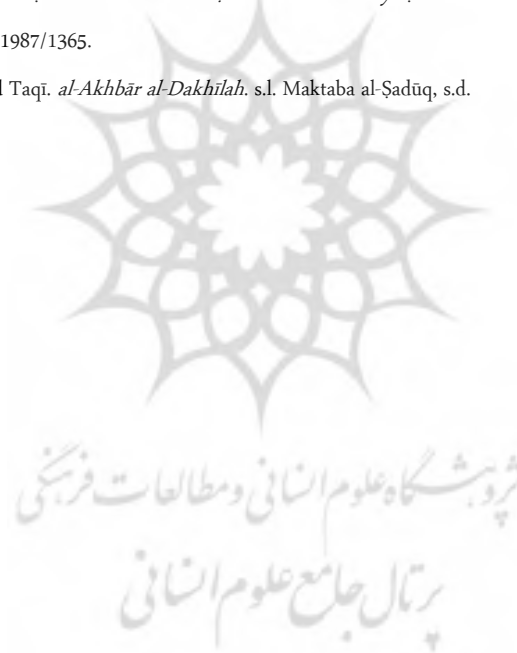 1987/1365.
l Taqī. al-Akhbār al-Dakhīlah. s.l. Maktaba al-Ṣadūq, s.d.
پژوهشگاه علوم انسانی و مطالعات فرهنگی
پرتال جامع علوم انسانی